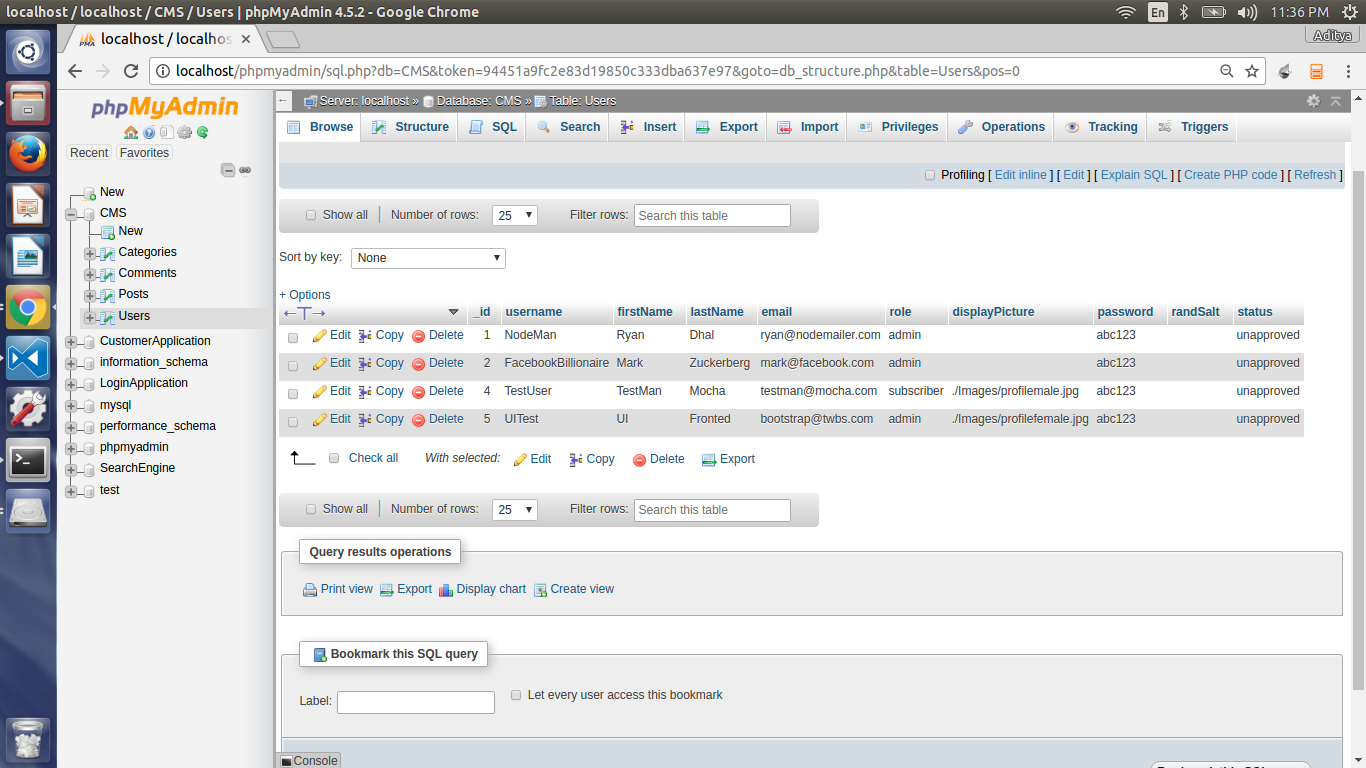 localhost / localhost / CMS / Users | phpMyAdmin 4.5.2 - Google Chrome
En
11:36 PM
localhost / localhos
Aditya
localhost/phpmyadmin/sql.php?db=CMS&token=94451a9fc2e83d19850c333dba637e97&goto=db_structure.php&table=Users&pos=0
phpMyAdmin
Recent Favorites
New
CMS
New
Categories
Comments
Posts
Users
CustomerApplication
information_schema
LoginApplication
mysql
performance_schema
phpmyadmin
SearchEngine
test
Server: localhost » Database: CMS » Table: Users
Browse Structure SQL Search Insert Export Import Privileges Operations Tracking Triggers
Profiling [ Edit inline ] [ Edit ] [ Explain SQL ] [ Create PHP code ] [ Refresh ]
Show all Number of rows: 25 Filter rows: Search this table
Sort by key: None
+ Options
_id username firstName lastName email role displayPicture password randSalt status
Edit Copy Delete 1 NodeMan Ryan Dhal ryan@nodemailer.com admin abc123 unapproved
Edit Copy Delete 2 FacebookBillionaire Mark Zuckerberg mark@facebook.com admin abc123 unapproved
Edit Copy Delete 4 TestUser TestMan Mocha testman@mocha.com subscriber ./Images/profilemale.jpg abc123 unapproved
Edit Copy Delete 5 UITest UI Fronted bootstrap@twbs.com admin ./Images/profilefemale.jpg abc123 unapproved
Check all With selected: Edit Copy Delete Export
Show all Number of rows: 25 Filter rows: Search this table
Query results operations
Print view Export Display chart Create view
Bookmark this SQL query
Label: Let every user access this bookmark
Console